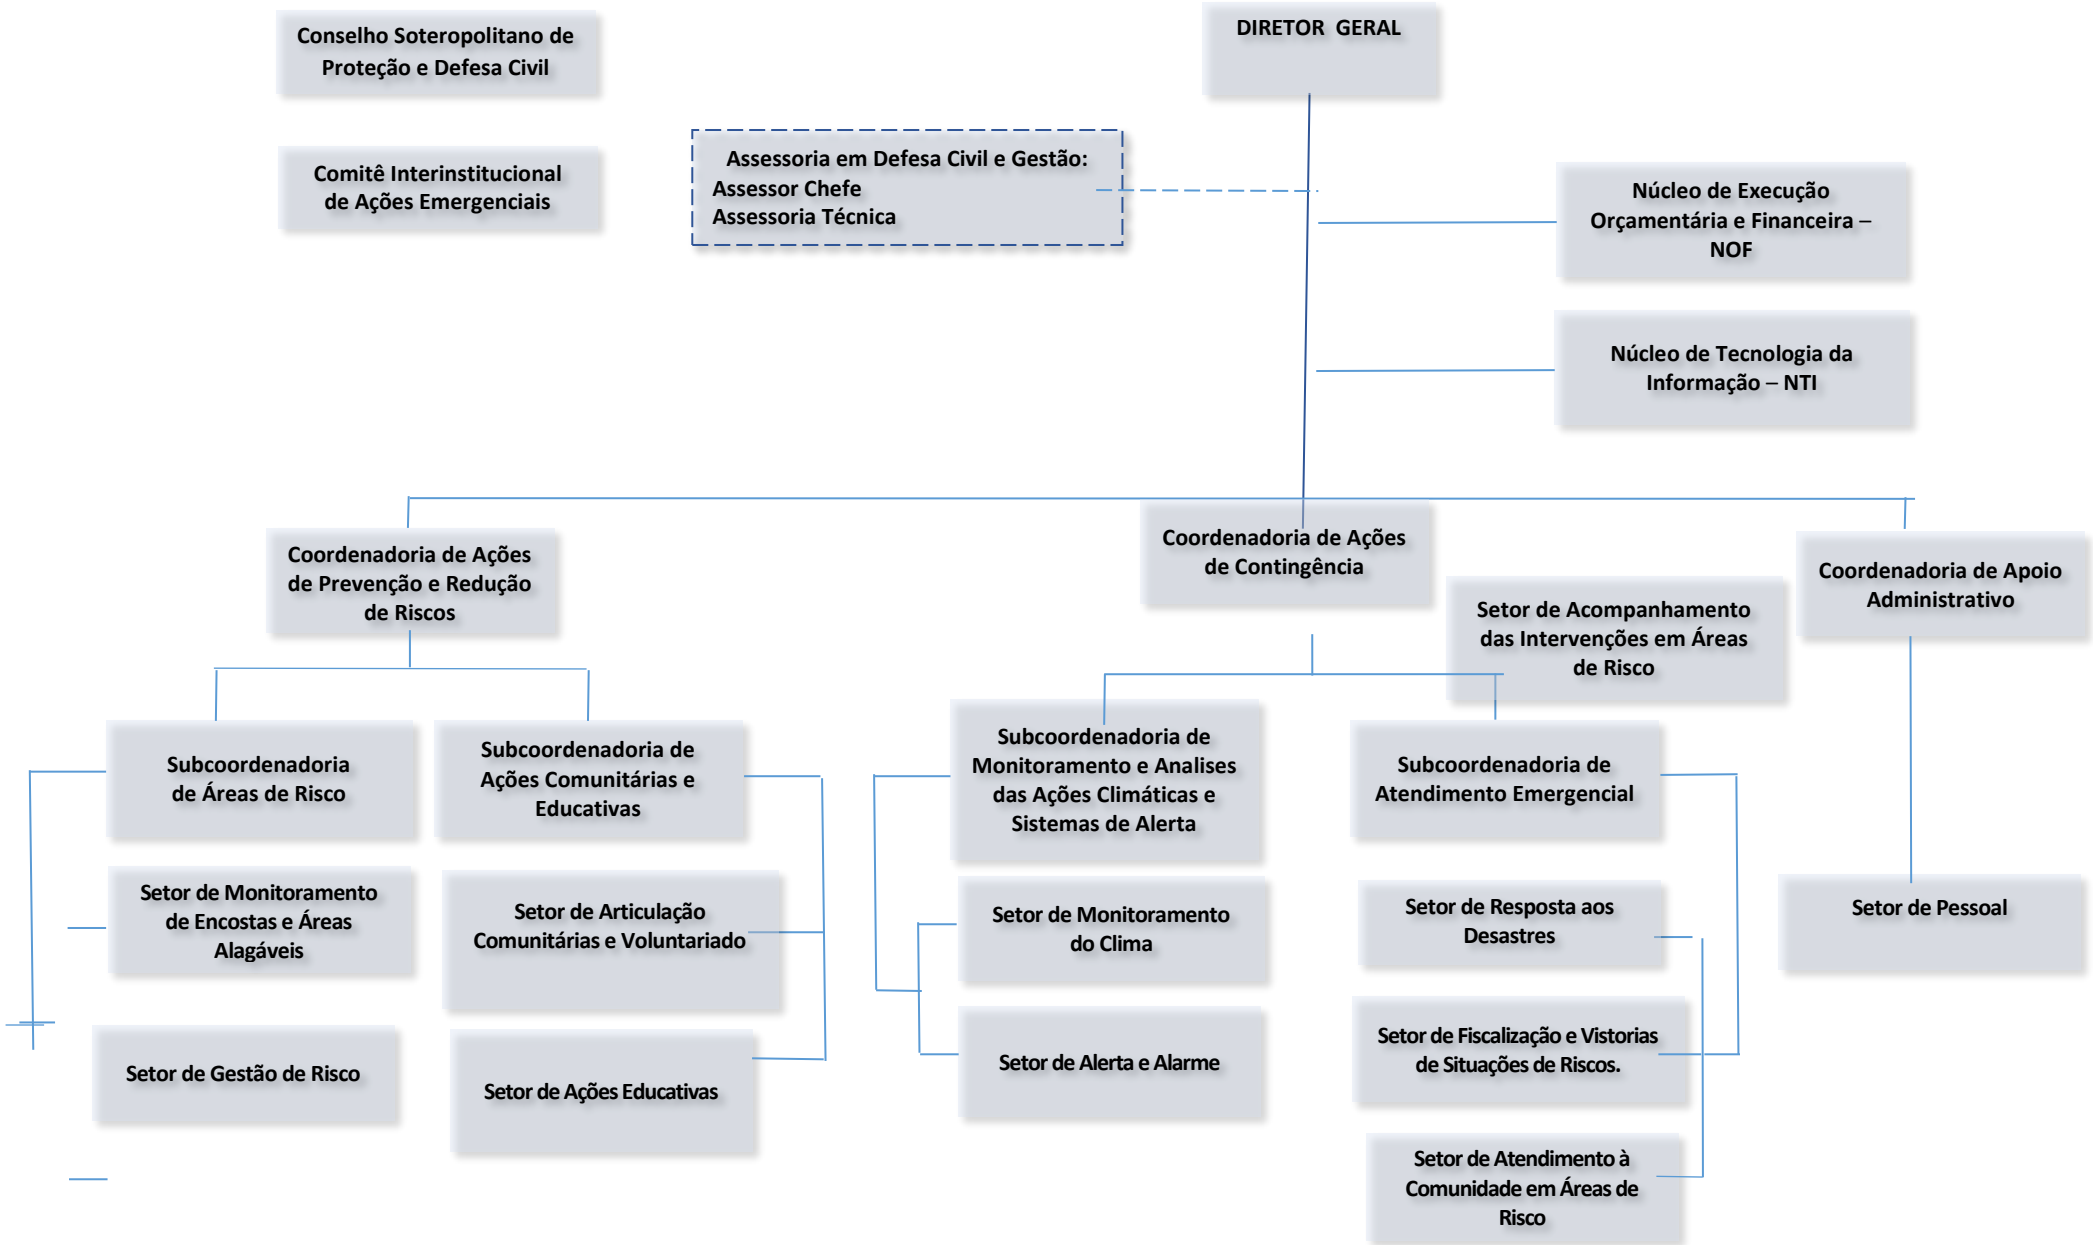 Conselho Soteropolitano de
Proteção e Defesa Civil
DIRETOR GERAL
Comitê Interinstitucional
de Ações Emergenciais
Assessoria em Defesa Civil e Gestão:
Assessor Chefe
Assessoria Técnica
Núcleo de Execução
Orçamentária e Financeira –
NOF
Núcleo de Tecnologia da
Informação – NTI
Coordenadoria de Ações
de Prevenção e Redução
de Riscos
Coordenadoria de Ações
de Contingência
Setor de Acompanhamento
das Intervenções em Áreas
de Risco
Coordenadoria de Apoio
Administrativo
Subcoordenadoria
de Áreas de Risco
Subcoordenadoria de
Ações Comunitárias e
Educativas
Subcoordenadoria de
Monitoramento e Analises
das Ações Climáticas e
Sistemas de Alerta
Subcoordenadoria de
Atendimento Emergencial
Setor de Monitoramento
de Encostas e Áreas
Alagáveis
Setor de Articulação
Comunitárias e Voluntariado
Setor de Monitoramento
do Clima
Setor de Resposta aos
Desastres
Setor de Pessoal
Setor de Gestão de Risco
Setor de Ações Educativas
Setor de Alerta e Alarme
Setor de Fiscalização e Vistorias
de Situações de Riscos.
Setor de Atendimento à
Comunidade em Áreas de
Risco